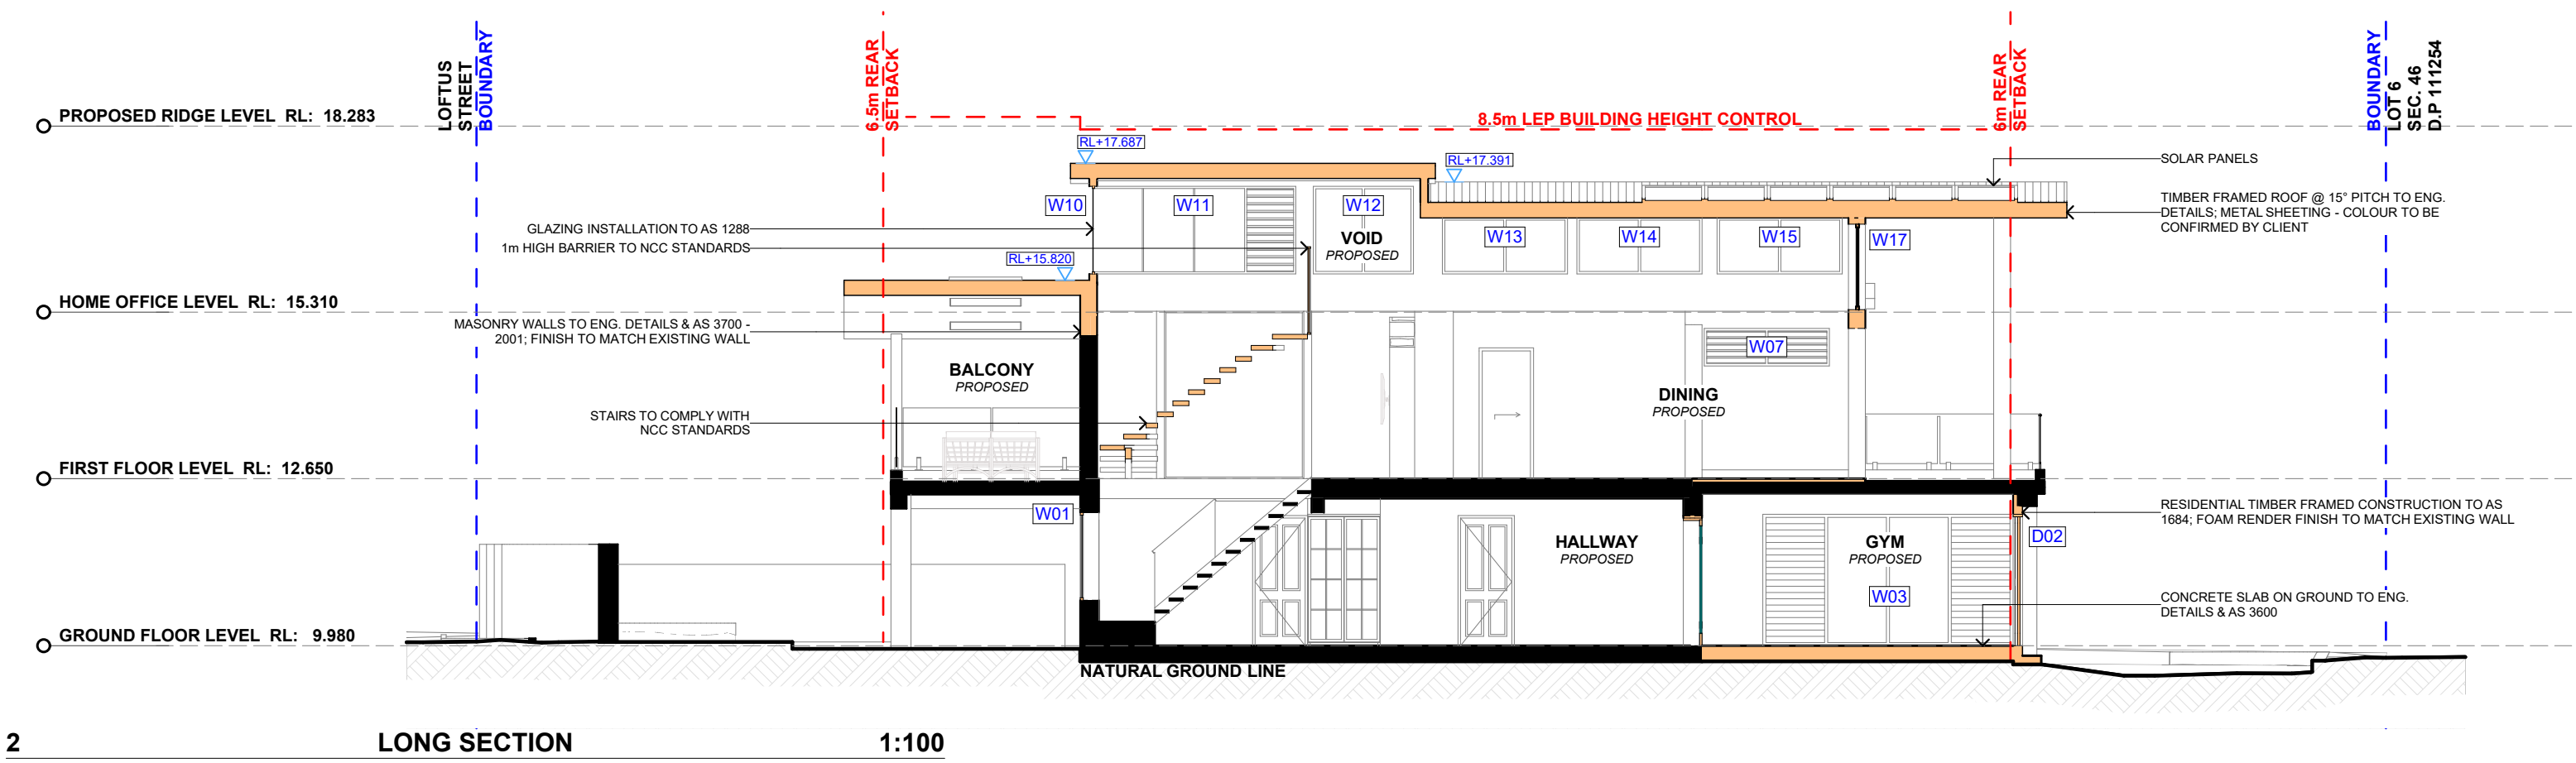 LOFTUS
STREET
BOUNDARY
6.5m REAR
SETBACK
6m REAR
SETBACK
BOUNDARY
LOT 6
SEC. 46
D.P 111254
PROPOSED RIDGE LEVEL RL: 18.283
8.5m LEP BUILDING HEIGHT CONTROL
RL+17.687
RL+17.391
SOLAR PANELS
TIMBER FRAMED ROOF @ 15° PITCH TO ENG.
DETAILS; METAL SHEETING - COLOUR TO BE
CONFIRMED BY CLIENT
W10
W11
W12
W13
W14
W15
W17
GLAZING INSTALLATION TO AS 1288
1m HIGH BARRIER TO NCC STANDARDS
VOID
PROPOSED
RL+15.820
HOME OFFICE LEVEL RL: 15.310
MASONRY WALLS TO ENG. DETAILS & AS 3700 -
2001; FINISH TO MATCH EXISTING WALL
W07
BALCONY
PROPOSED
DINING
PROPOSED
STAIRS TO COMPLY WITH
NCC STANDARDS
FIRST FLOOR LEVEL RL: 12.650
W01
RESIDENTIAL TIMBER FRAMED CONSTRUCTION TO AS
1684; FOAM RENDER FINISH TO MATCH EXISTING WALL
HALLWAY
PROPOSED
GYM
PROPOSED
D02
W03
CONCRETE SLAB ON GROUND TO ENG.
DETAILS & AS 3600
GROUND FLOOR LEVEL RL: 9.980
NATURAL GROUND LINE
2 LONG SECTION 1:100